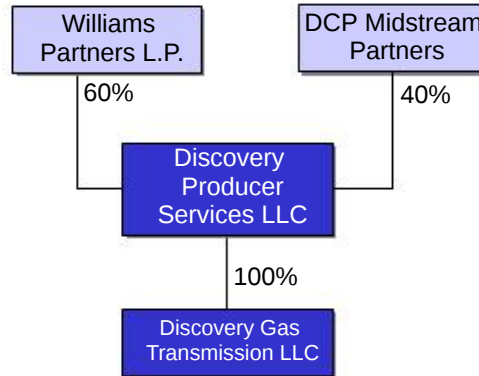 Williams
Partners L.P.
DCP Midstream
Partners
60%
40%
Discovery
Producer
Services LLC
100%
Discovery Gas
Transmission LLC